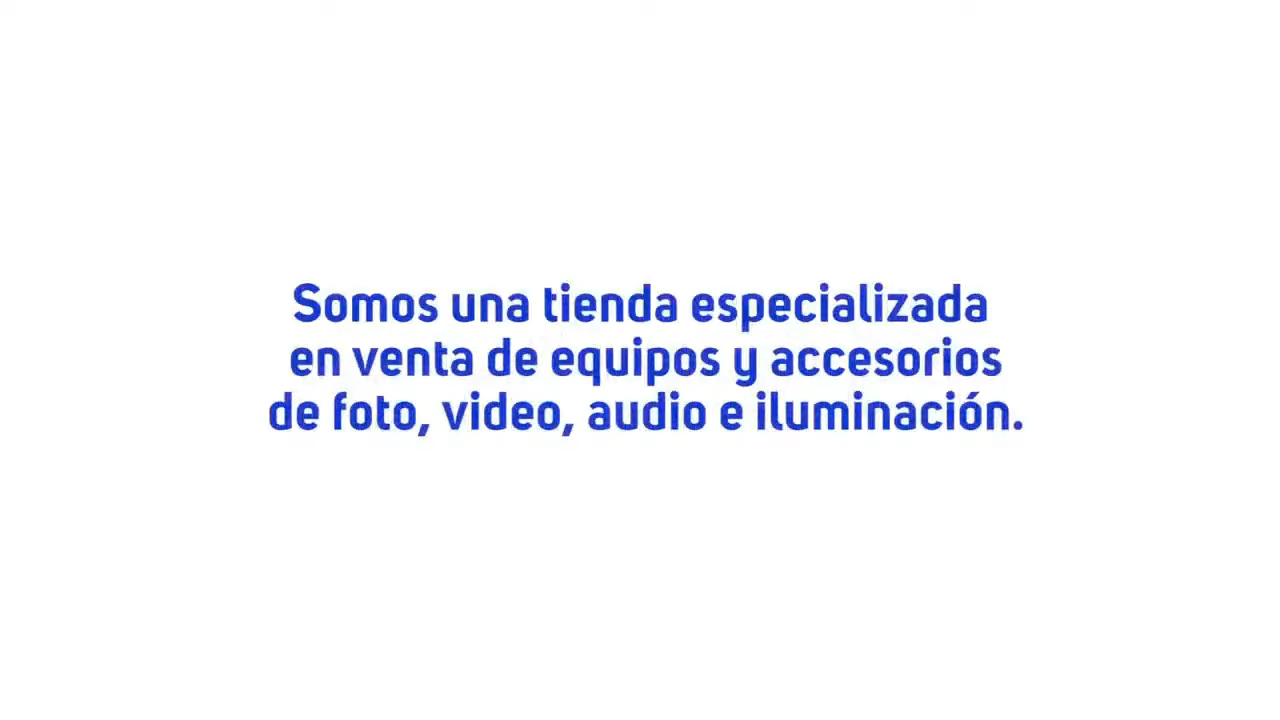 Somos una tienda especializada
en venta de equipos y accesorios
de foto, video, audio e iluminación.